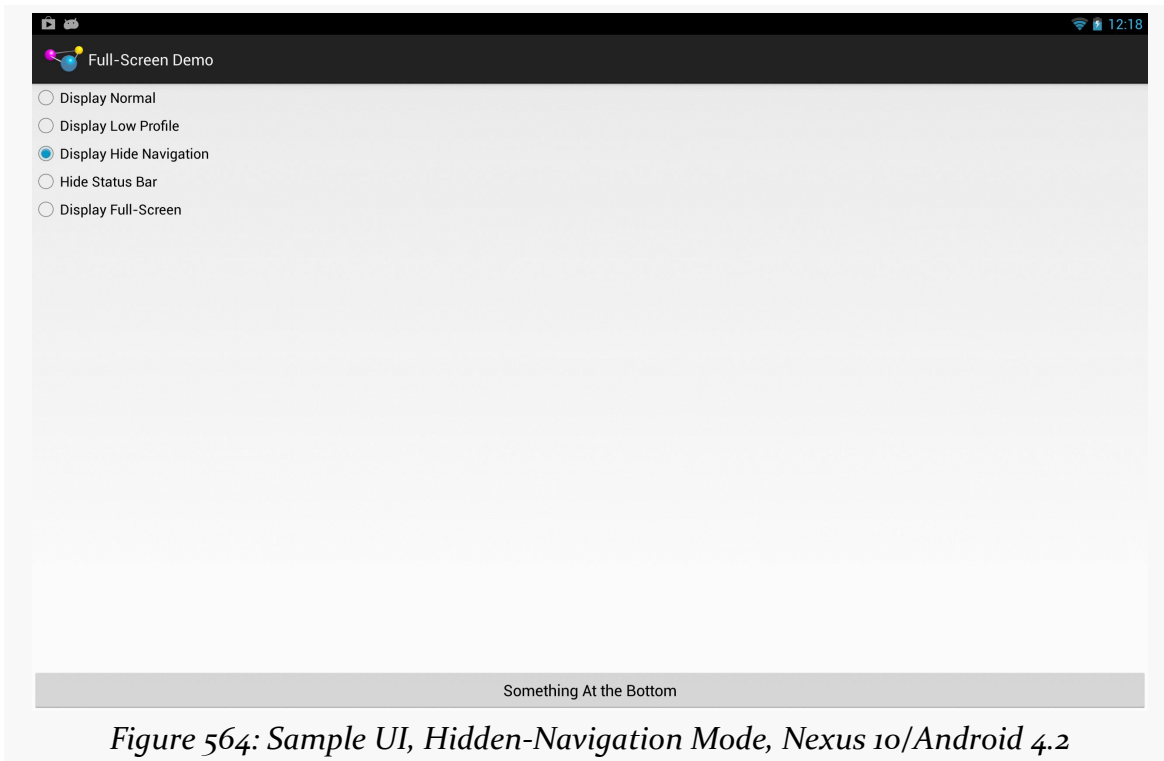 12:18
Full-Screen Demo
Display Normal
Display Low Profile
Display Hide Navigation
Hide Status Bar
Display Full-Screen
Something At the Bottom
Figure 564: Sample UI, Hidden-Navigation Mode, Nexus 10/Android 4.2